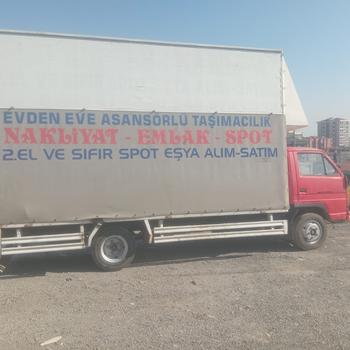 EVDEN EVE ASANSÖRLÜ TAŞIMACILIK
NAKLİYAT - EMLAK - SPOT
2.EL VE SIFIR SPOT EŞYA ALIM-SATIM